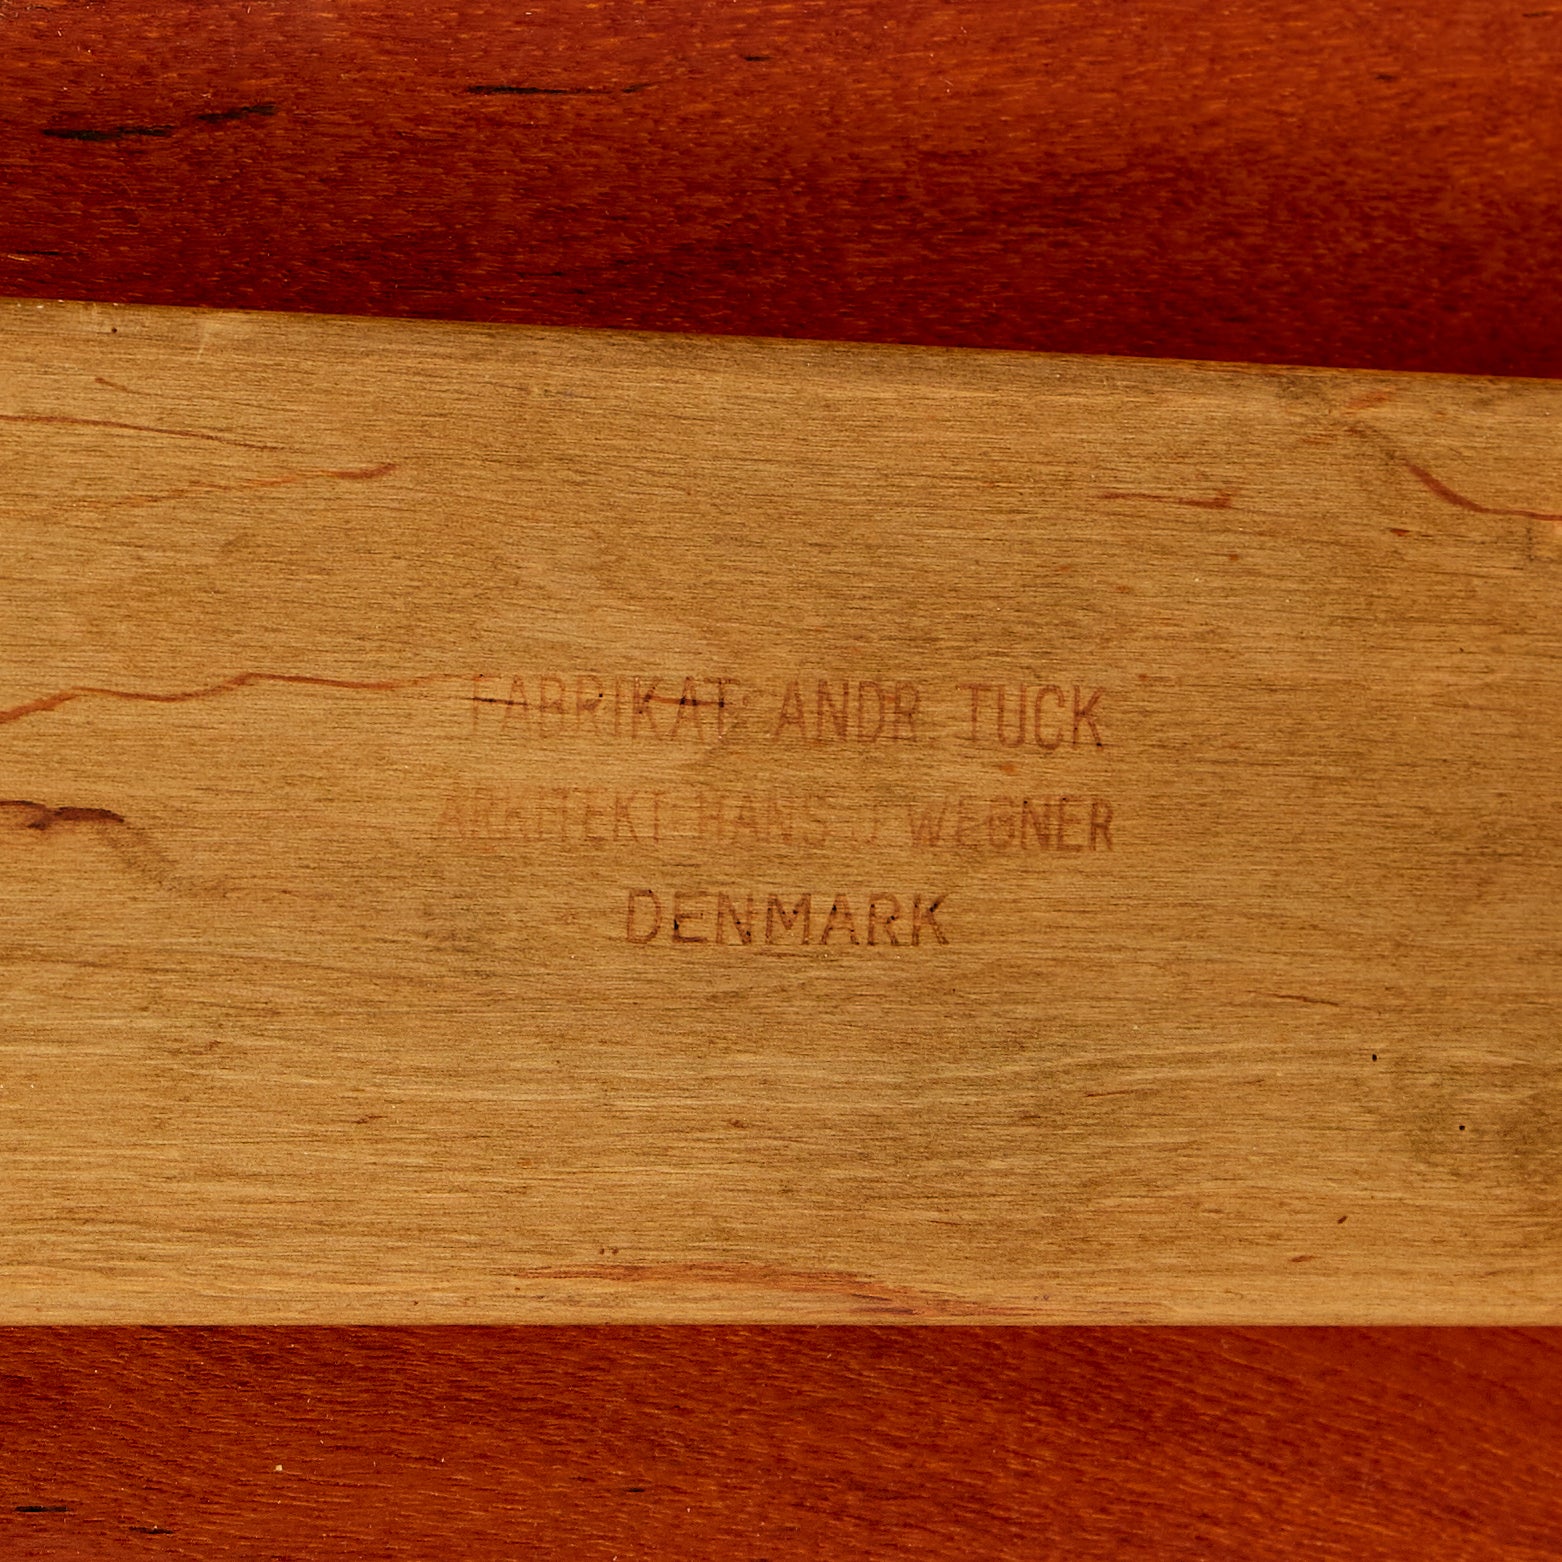 FABRIKAT: ANDR TUCK
ARKITEKT HANS J WEGNER
DENMARK